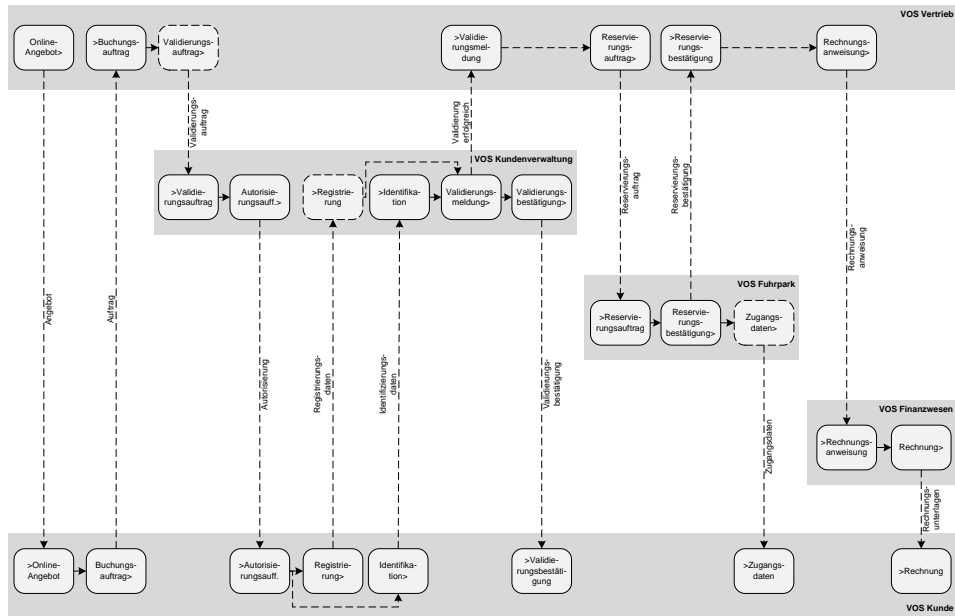 VOS Vertrieb
Online-
Angebot>
>Buchungs-
auftrag
Validierungs-
auftrag>
>Validie-
rungsmel-
dung
Reservier-
ungs-
auftrag>
>Reservie-
rungs-
bestätigung
Rechnungs-
anweisung>
Validierungs-
auftrag
Validierung
erfolgreich
VOS Kundenverwaltung
>Validie-
rungsauftrag
Autorisie-
rungsauff.>
>Registrie-
rung
>Identifika-
tion
Validierungs-
meldung>
Validierungs-
bestätigung>
Reservierungs-
auftrag
Reservierungs-
bestätigung
Rechnungs-
anweisung
VOS Fuhrpark
>Reservie-
rungsauftrag
Reservie-
rungs-
bestätigung>
Zugangs-
daten>
Angebot
Auftrag
Autorisierung
Registrierungs-
daten
Identifizierungs-
daten
Validierungs-
bestätigung
Zugangsdaten
VOS Finanzwesen
>Rechnungs-
anweisung
Rechnung>
Rechnungs-
unterlagen
>Online-
Angebot
Buchungs-
auftrag>
>Autorisie-
rungsauff.
Registrie-
rung>
Identifika-
tion>
>Validie-
rungsbestäti-
gung
>Zugangs-
daten
>Rechnung
VOS Kunde